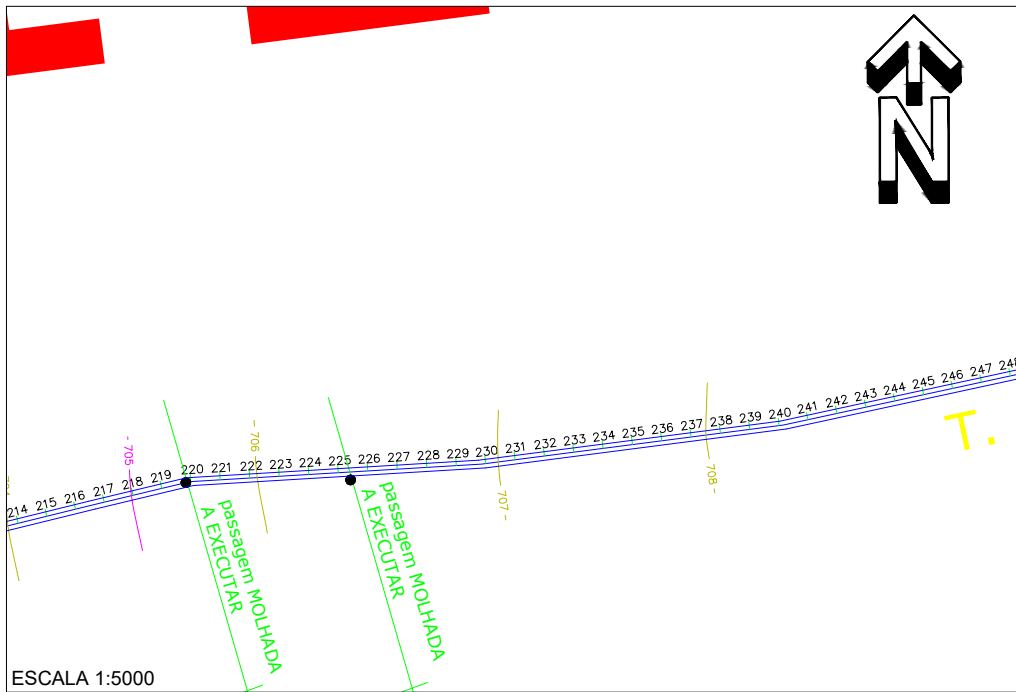 N
214 215 216 217 218 219 220 221 222 223 224 225 226 227 228 229 230 231 232 233 234 235 236 237 238 239 240 241 242 243 244 245 246 247 248
- 705 -
- 706 -
707 -
708 -
T.
passagem MOLHADA
A EXECUTAR
passagem MOLHADA
A EXECUTAR
ESCALA 1:5000